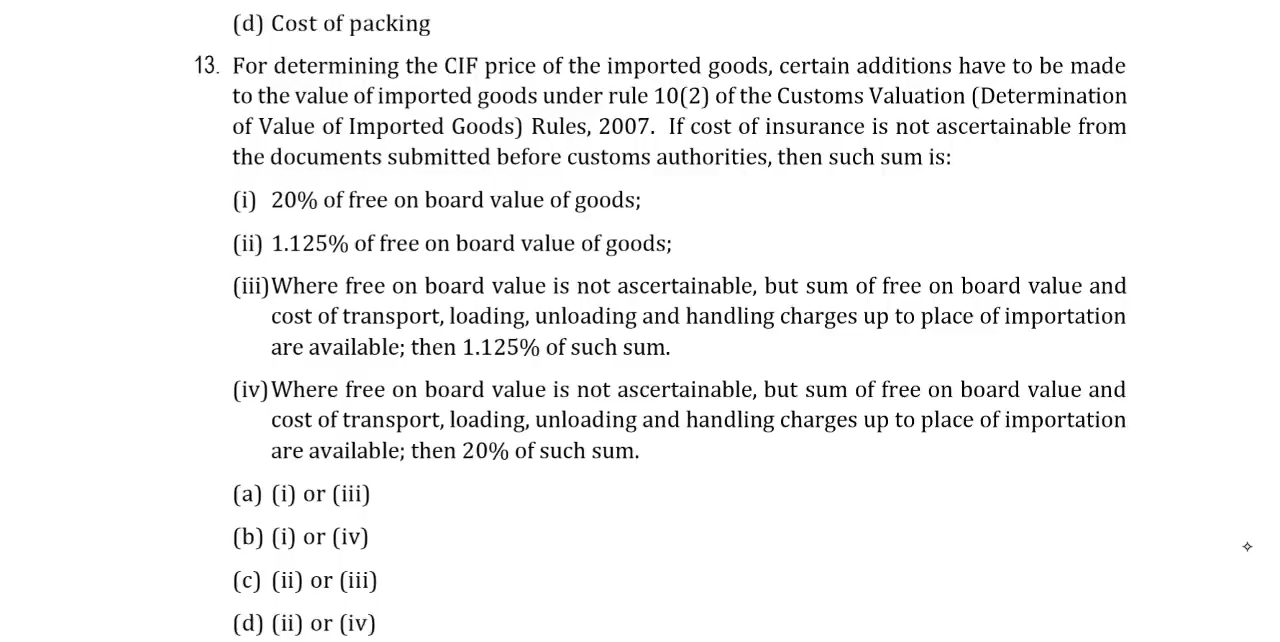 (d) Cost of packing
13. For determining the CIF price of the imported goods, certain additions have to be made
to the value of imported goods under rule 10(2) of the Customs Valuation (Determination
of Value of Imported Goods) Rules, 2007. If cost of insurance is not ascertainable from
the documents submitted before customs authorities, then such sum is:
(i) 20% of free on board value of goods;
(ii) 1.125% of free on board value of goods;
(iii) Where free on board value is not ascertainable, but sum of free on board value and
cost of transport, loading, unloading and handling charges up to place of importation
are available; then 1.125% of such sum.
(iv) Where free on board value is not ascertainable, but sum of free on board value and
cost of transport, loading, unloading and handling charges up to place of importation
are available; then 20% of such sum.
(a) (i) or (iii)
(b) (i) or (iv)
(c) (ii) or (iii)
(d) (ii) or (iv)